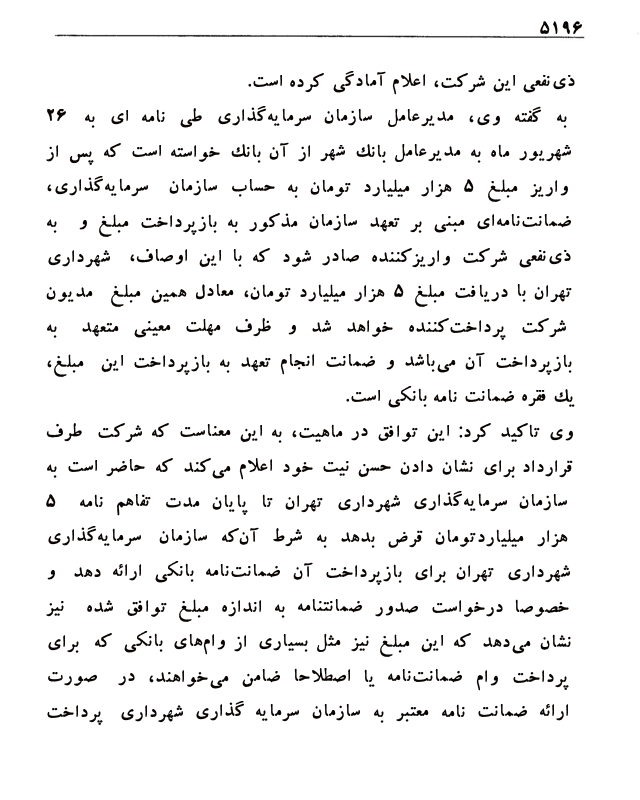 ۵۱۹۶
ذی‌نفعی این شرکت، اعلام آمادگی کرده است.
به گفته وی، مدیرعامل سازمان سرمایه‌گذاری طی نامه ای به ۲۶
شهریور ماه به مدیرعامل بانك شهر از آن بانك خواسته است که پس از
واریز مبلغ ۵ هزار میلیارد تومان به حساب سازمان سرمایه‌گذاری،
ضمانت‌نامه‌ای مبنی بر تعهد سازمان مذکور به بازپرداخت مبلغ و به
ذی‌نفعی شرکت واریزکننده صادر شود که با این اوصاف، شهرداری
تهران با دریافت مبلغ ۵ هزار میلیارد تومان، معادل همین مبلغ مدیون
شرکت پرداخت‌کننده خواهد شد و ظرف مهلت معینی متعهد به
بازپرداخت آن می‌باشد و ضمانت انجام تعهد به بازپرداخت این مبلغ،
یك فقره ضمانت نامه بانکی است.
وی تاکید کرد: این توافق در ماهیت، به این معناست که شرکت طرف
قرارداد برای نشان دادن حسن نیت خود اعلام می‌کند که حاضر است به
سازمان سرمایه‌گذاری شهرداری تهران تا پایان مدت تفاهم نامه ۵
هزار میلیاردتومان قرض بدهد به شرط آن‌که سازمان سرمایه‌گذاری
شهرداری تهران برای بازپرداخت آن ضمانت‌نامه بانکی ارائه دهد و
خصوصا درخواست صدور ضمانتنامه به اندازه مبلغ توافق شده نیز
نشان می‌دهد که این مبلغ نیز مثل بسیاری از وام‌های بانکی که برای
پرداخت وام ضمانت‌نامه یا اصطلاحا ضامن می‌خواهند، در صورت
ارائه ضمانت نامه معتبر به سازمان سرمایه گذاری شهرداری پرداخت